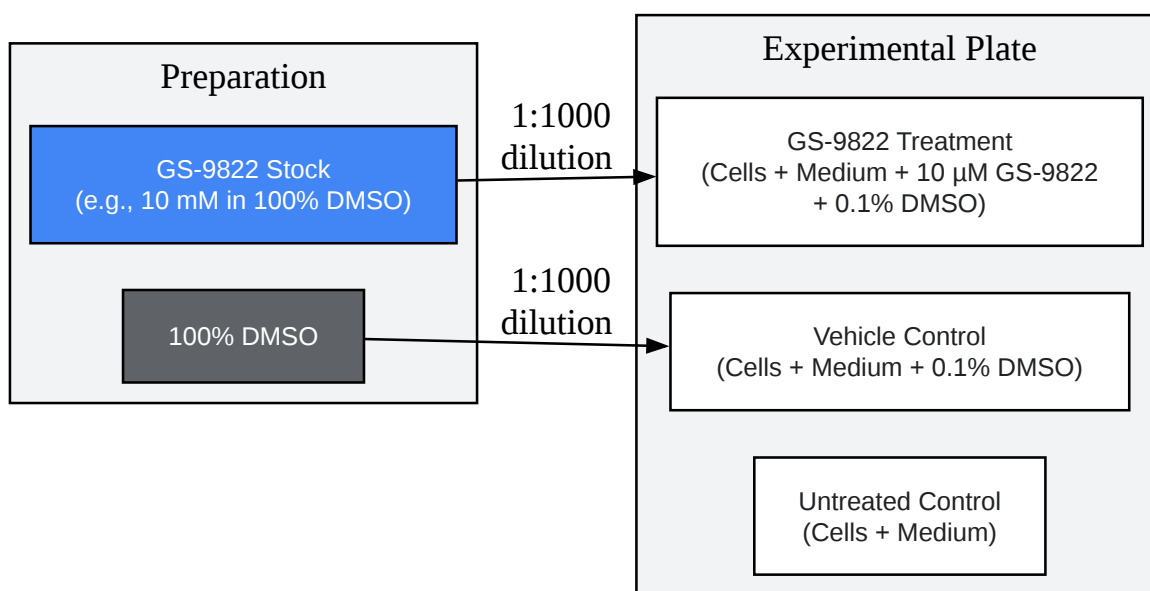 Preparation
GS-9822 Stock
(e.g., 10 mM in 100% DMSO)
100% DMSO
1:1000
dilution
1:1000
dilution
Experimental Plate
GS-9822 Treatment
(Cells + Medium + 10 µM GS-9822
+ 0.1% DMSO)
Vehicle Control
(Cells + Medium + 0.1% DMSO)
Untreated Control
(Cells + Medium)